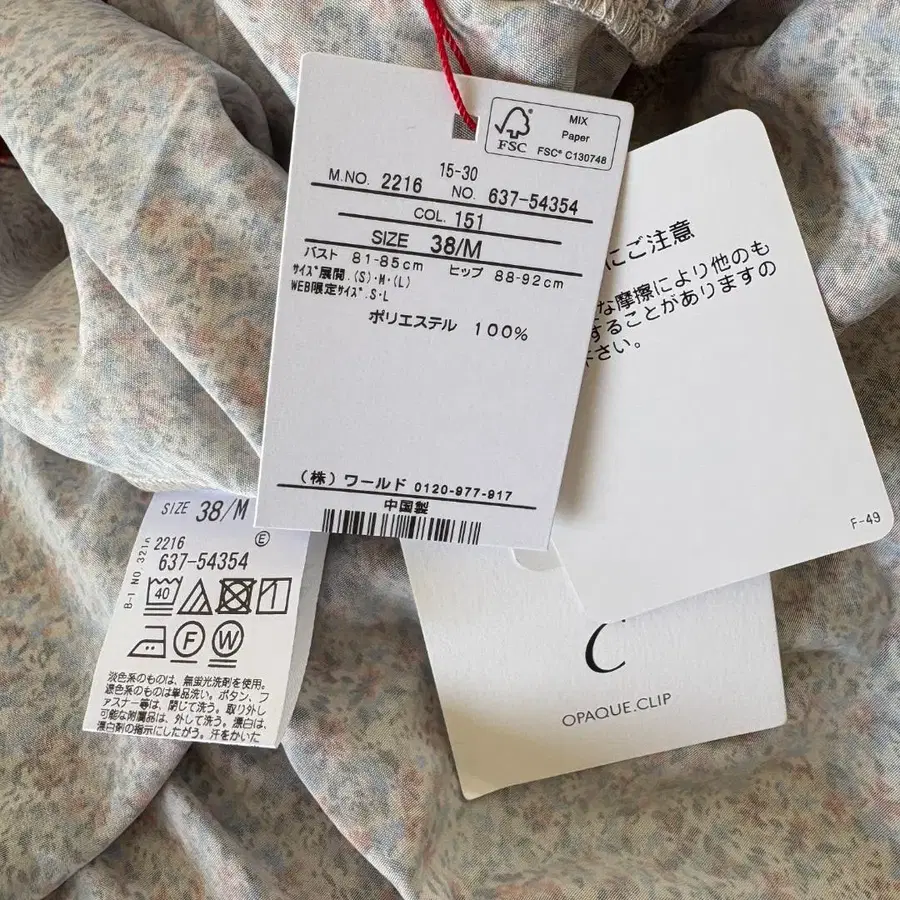 MIX
Paper
FSC
FSC® C130748
15-30
M.NO. 2216 NO. 637-54354
COL. 151
SIZE 38/M
バスト 81-85cm ヒップ 88-92cm
サイズ展開.(S)・M・(L)
WEB限定サイズ.S・L
ポリエステル 100%
(株)ワールド 0120-977-917
中国製
にご注意
な摩擦により他のも
することがありますの
下さい。
F-49
C
OPAQUE.CLIP
SIZE 38/M
B-1 NO.321
2216
E
637-54354
40
F
W
淡色系のものは、無蛍光洗剤を使用。
濃色系のものは単品洗い。ボタン、フ
ァスナー等は、閉じて洗う。取り外し
可能な附属品は、外して洗う。漂白は、
漂白剤の指示にしたがう。汗をかいた